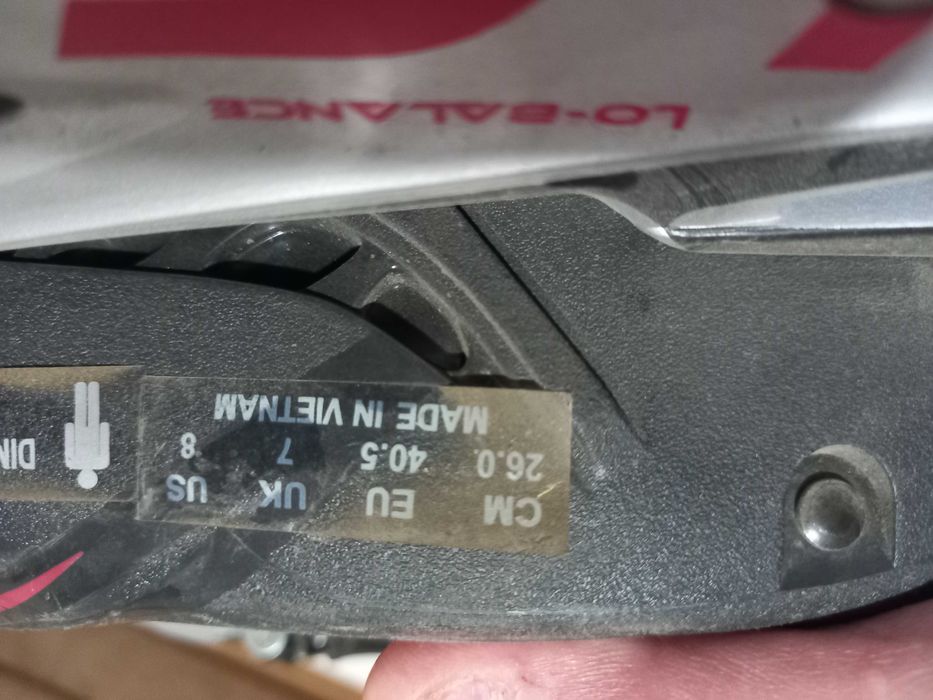 CM EU UK US
26.0 40.5 7 8
MADE IN VIETNAM
DIN
LO-BALANCE